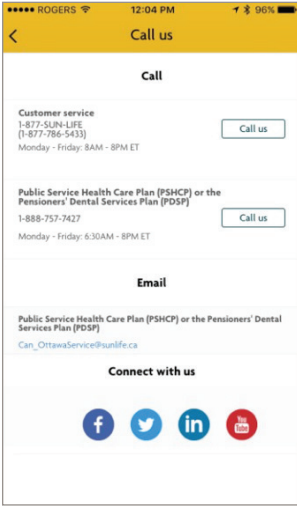 ROGERS 12:04 PM 96%
Call us
Call
Customer service
1-877-SUN-LIFE
(1-877-786-5433)
Call us
Monday - Friday: 8AM - 8PM ET
Public Service Health Care Plan (PSHCP) or the
Pensioners' Dental Services Plan (PDSP)
1-888-757-7427
Call us
Monday - Friday: 6:30AM - 8PM ET
Email
Public Service Health Care Plan (PSHCP) or the Pensioners' Dental
Services Plan (PDSP)
Can_OttawaService@sunlife.ca
Connect with us
f in You Tube